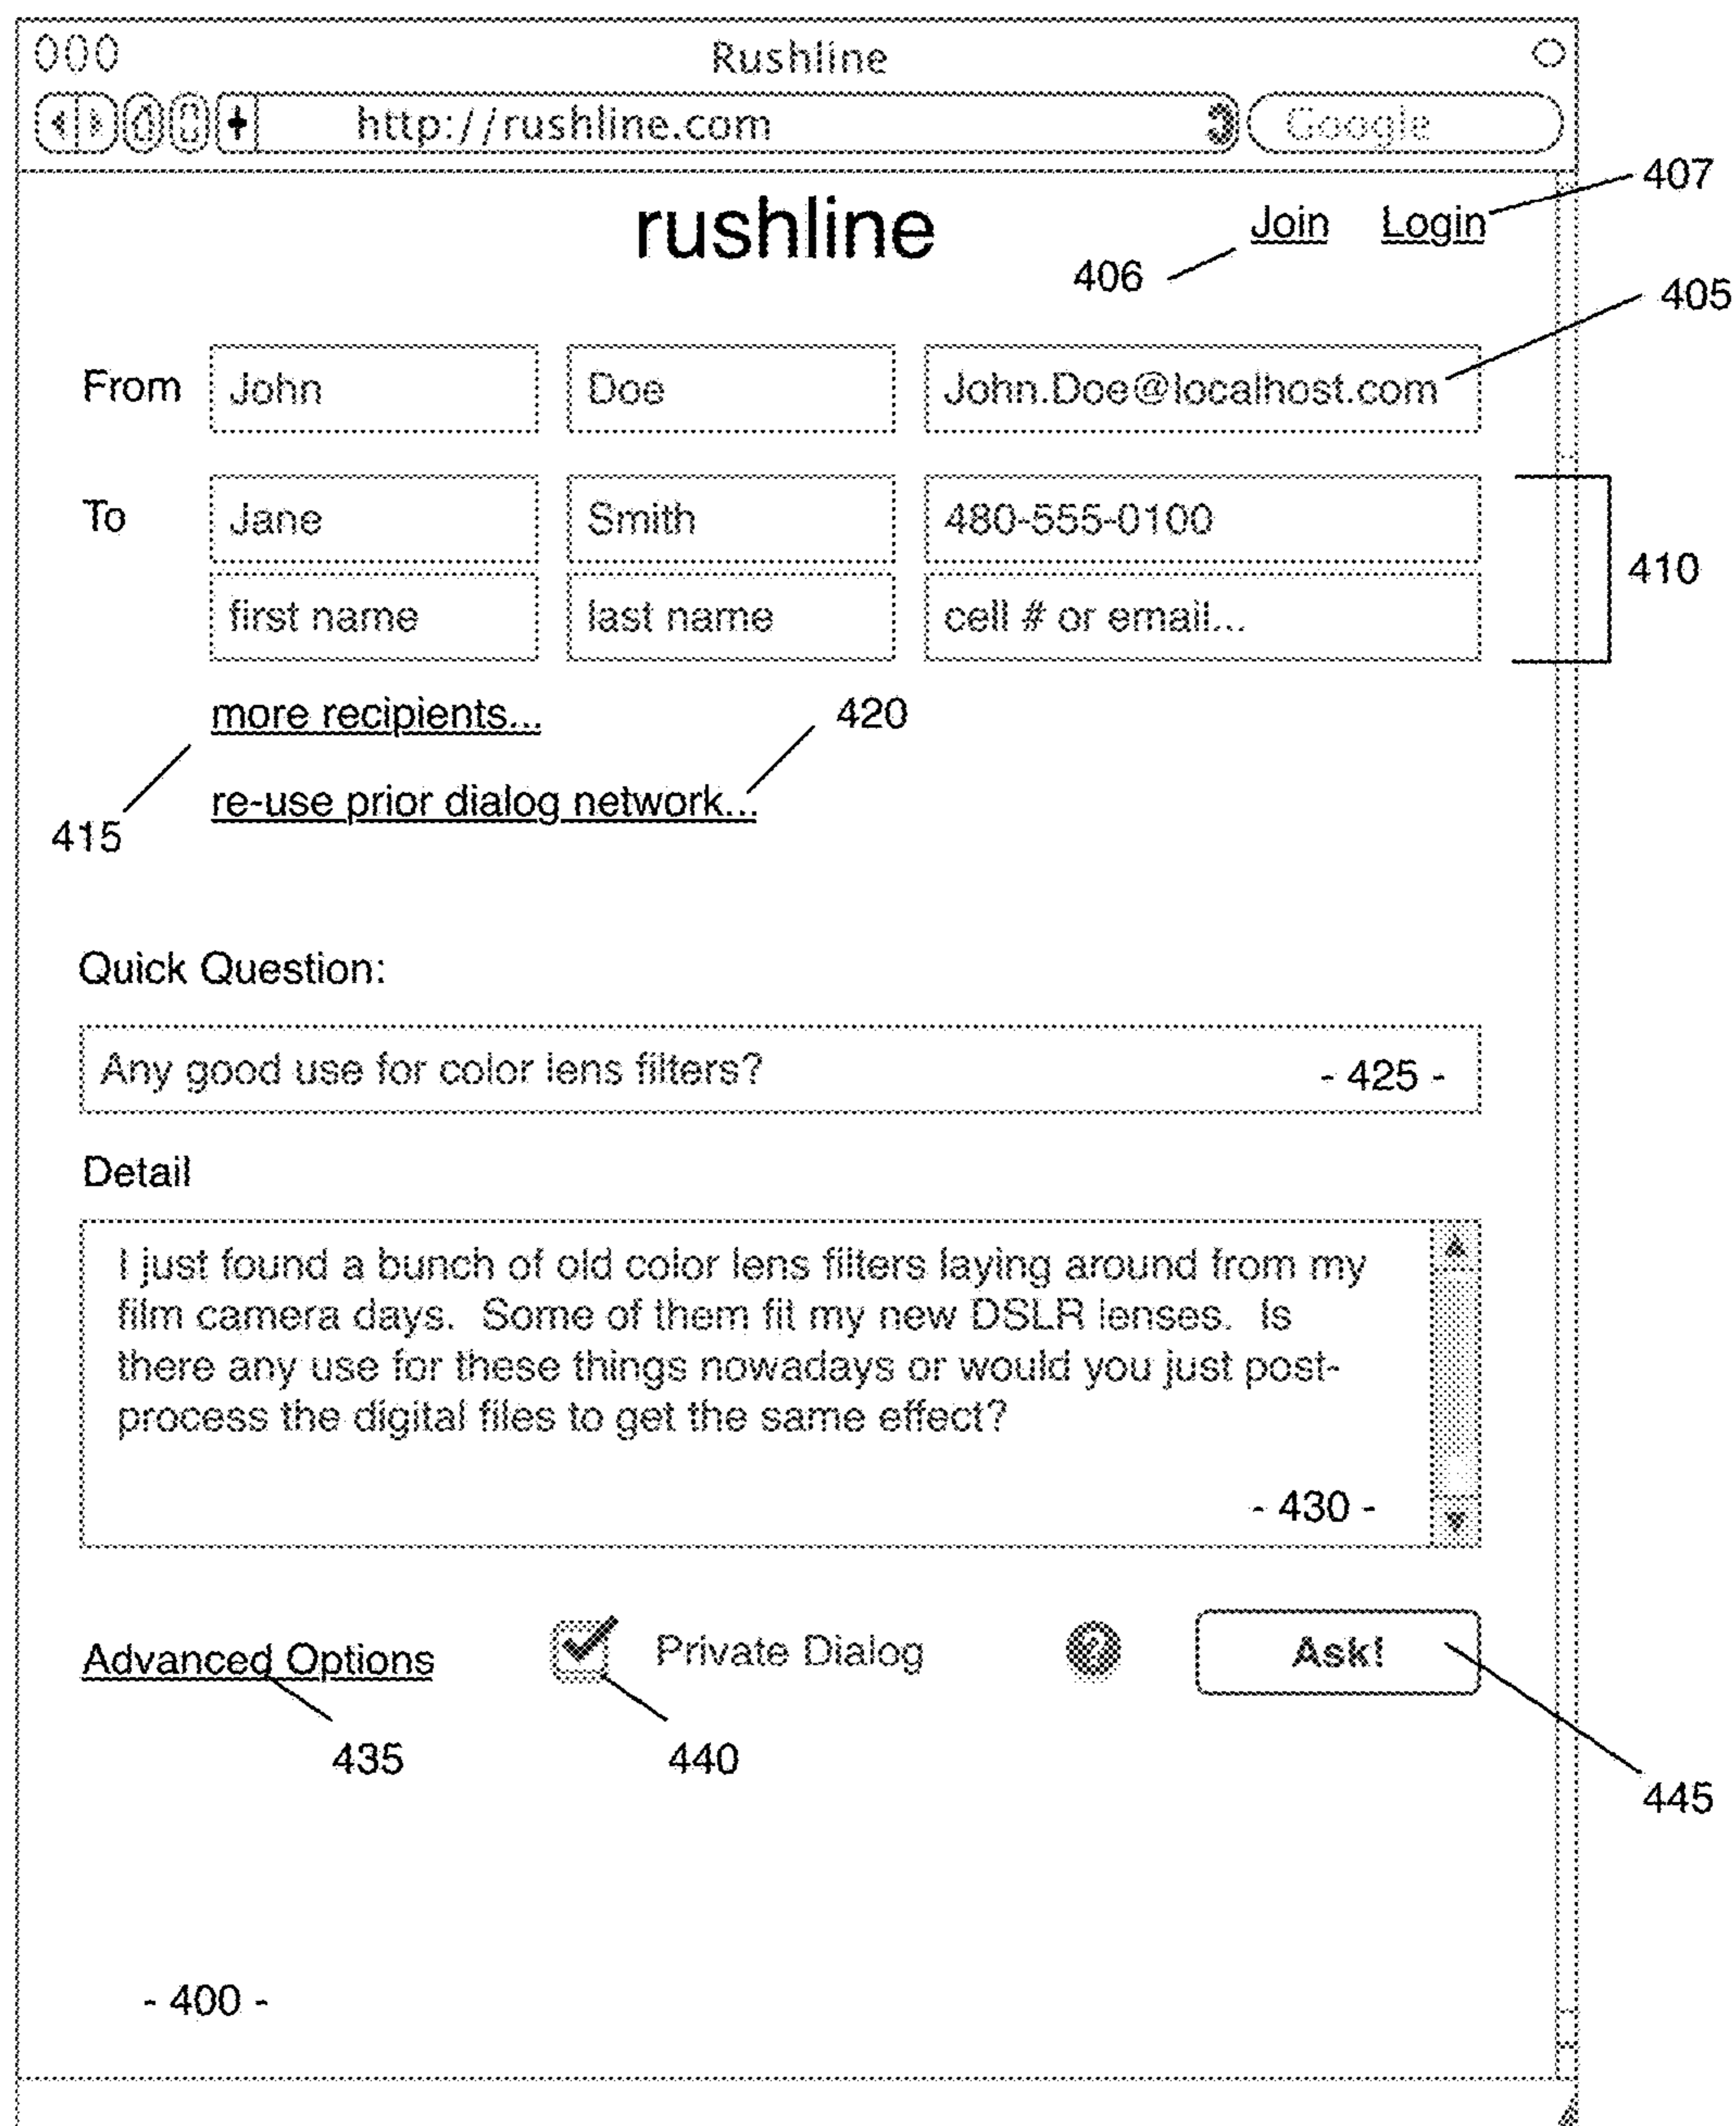 Rushline
http://rushline.com Google
407
rushline Join Login
406
405
From John Doe John.Doe@localhost.com
To Jane Smith 480-555-0100
410
first name last name cell # or email...
more recipients... 420
re-use prior dialog network...
415
Quick Question:
Any good use for color lens filters? - 425 -
Detail
I just found a bunch of old color lens filters laying around from my
film camera days. Some of them fit my new DSLR lenses. Is
there any use for these things nowadays or would you just post-
process the digital files to get the same effect?
- 430 -
Advanced Options Private Dialog ? Ask!
435 440
445
- 400 -